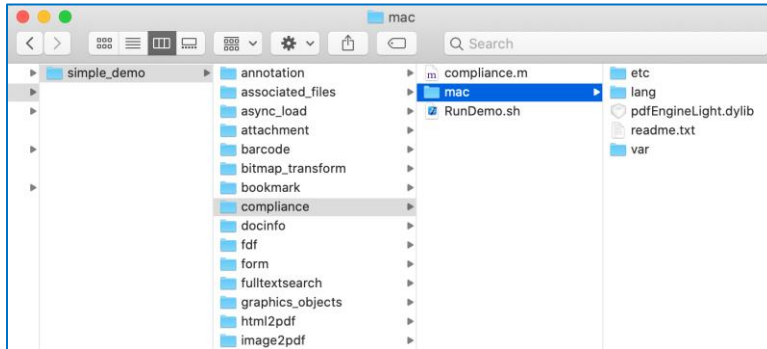 mac
Search
simple_demo
annotation
associated_files
async_load
attachment
barcode
bitmap_transform
bookmark
compliance
docinfo
fdf
form
fulltextsearch
graphics_objects
html2pdf
image2pdf
m compliance.m
mac
RunDemo.sh
etc
lang
pdfEngineLight.dylib
readme.txt
var